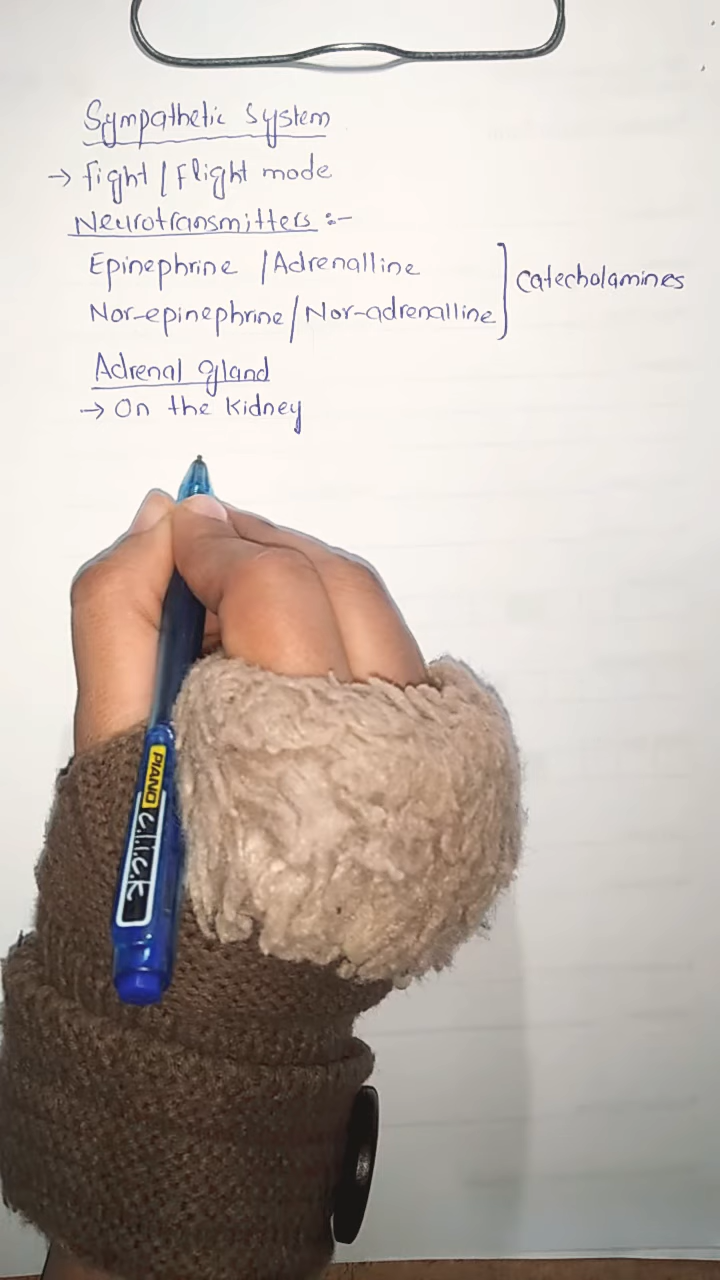 Sympathetic System
→ fight / Flight mode
Neurotransmitters :-
Epinephrine / Adrenalline
Nor-epinephrine / Nor-adrenalline
Catecholamines
Adrenal gland
→ On the kidney
PIANO
c.l.i.c.k